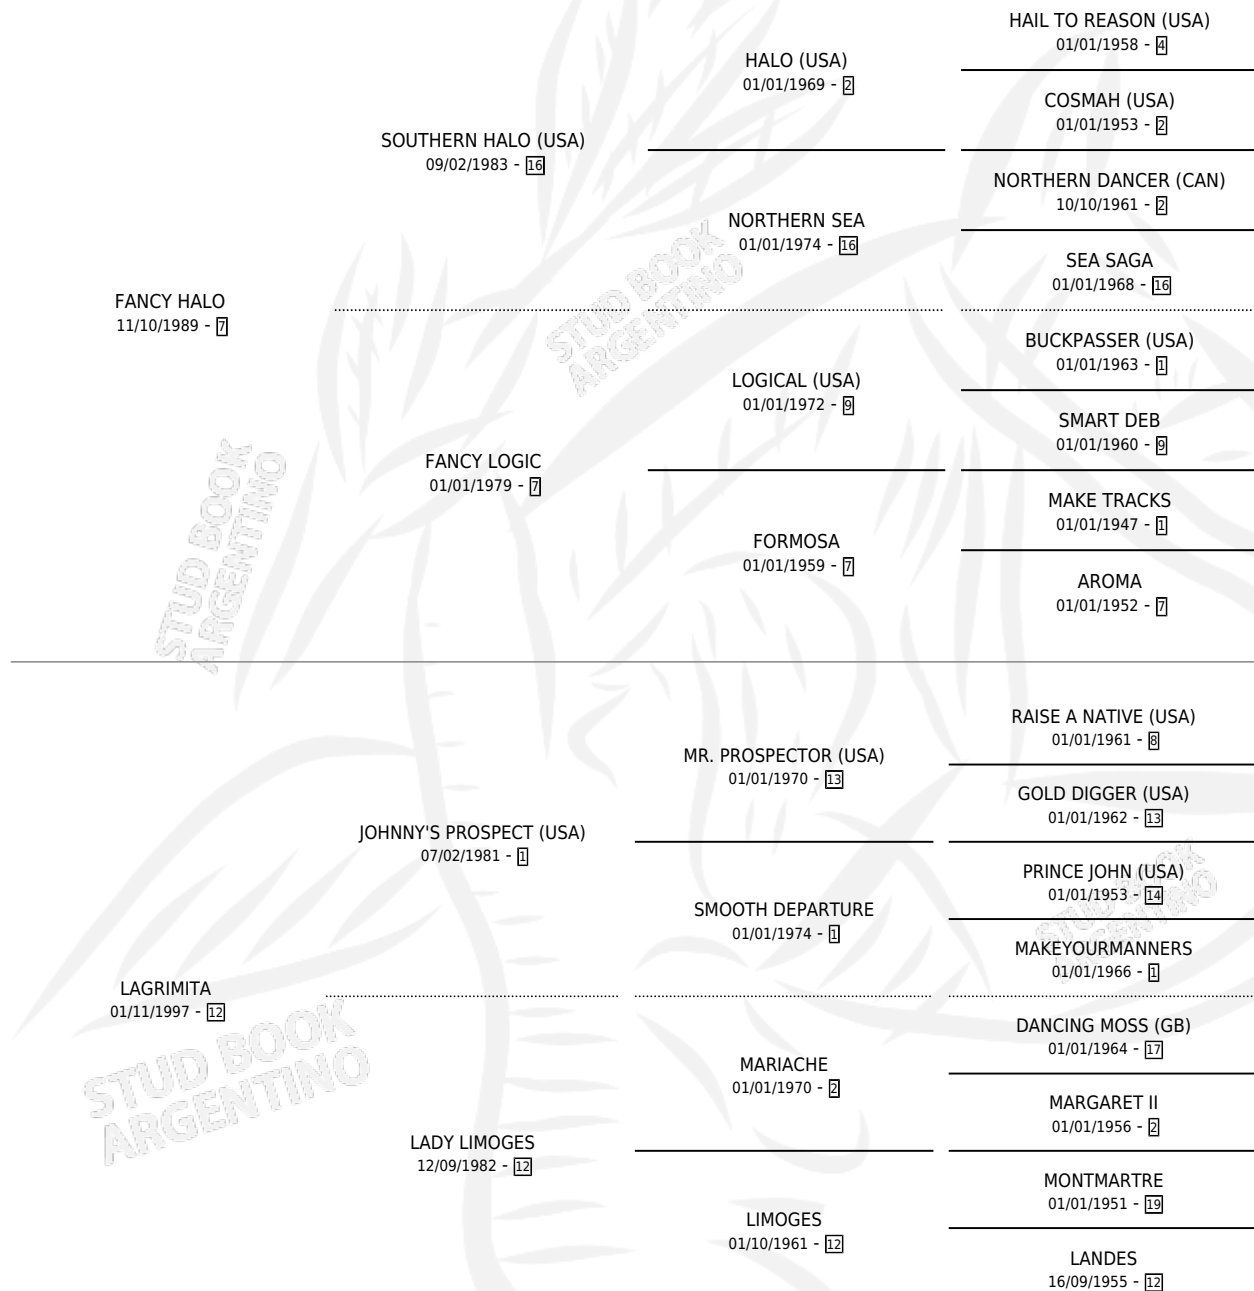 HAIL TO REASON (USA)
01/01/1958 - 4
HALO (USA)
01/01/1969 - 2
COSMAH (USA)
01/01/1953 - 2
SOUTHERN HALO (USA)
09/02/1983 - 16
NORTHERN DANCER (CAN)
10/10/1961 - 2
NORTHERN SEA
01/01/1974 - 16
SEA SAGA
01/01/1968 - 16
FANCY HALO
11/10/1989 - 7
BUCKPASSER (USA)
01/01/1963 - 1
LOGICAL (USA)
01/01/1972 - 9
SMART DEB
01/01/1960 - 9
FANCY LOGIC
01/01/1979 - 7
MAKE TRACKS
01/01/1947 - 1
FORMOSA
01/01/1959 - 7
AROMA
01/01/1952 - 7
RAISE A NATIVE (USA)
01/01/1961 - 8
MR. PROSPECTOR (USA)
01/01/1970 - 13
GOLD DIGGER (USA)
01/01/1962 - 13
JOHNNY'S PROSPECT (USA)
07/02/1981 - 1
PRINCE JOHN (USA)
01/01/1953 - 14
SMOOTH DEPARTURE
01/01/1974 - 1
MAKEYOURMANNERS
01/01/1966 - 1
LAGRIMITA
01/11/1997 - 12
DANCING MOSS (GB)
01/01/1964 - 17
MARIACHE
01/01/1970 - 2
MARGARET II
01/01/1956 - 2
LADY LIMOGES
12/09/1982 - 12
MONTMARTRE
01/01/1951 - 19
LIMOGES
01/10/1961 - 12
LANDES
16/09/1955 - 12
STUD BOOK
ARGENTINO
STUD BOOK
ARGENTINO
STUD BOOK
ARGENTINO
STUD BOOK
ARGENTINO